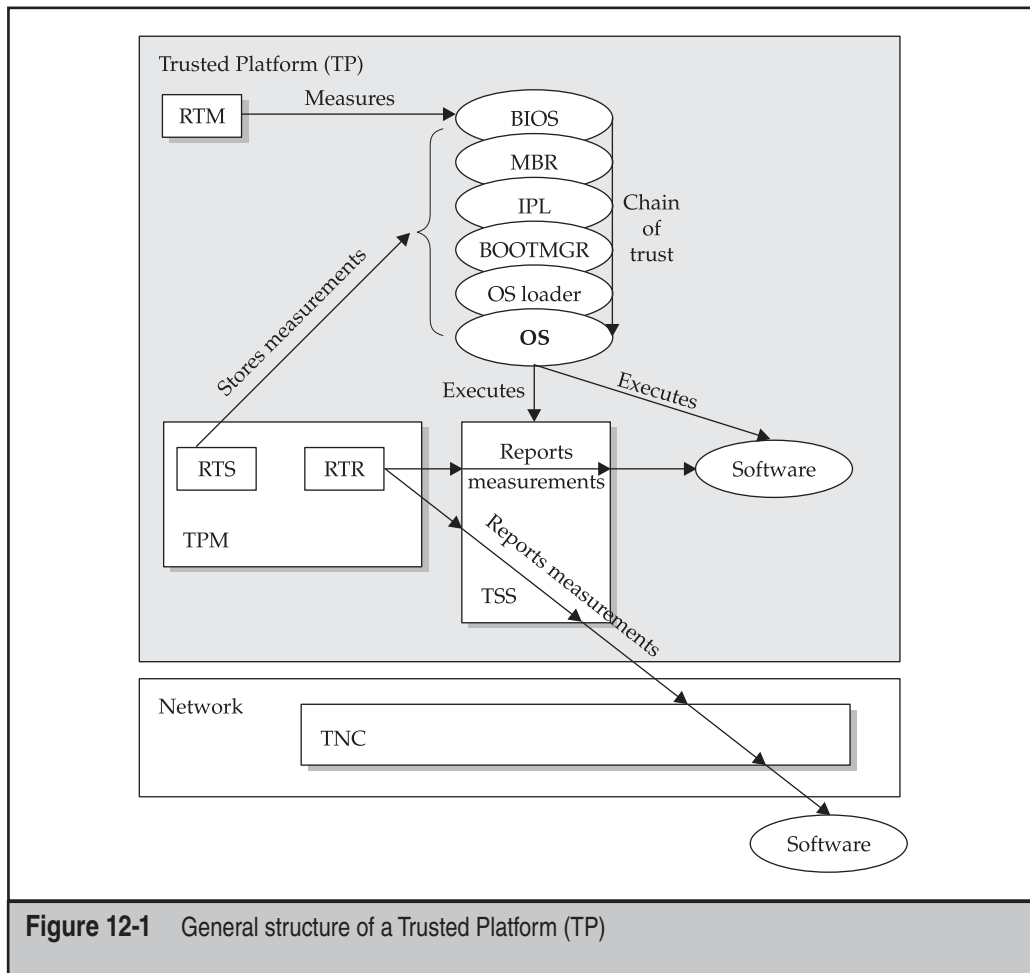 Trusted Platform (TP)
RTM
Measures
BIOS
MBR
IPL
BOOTMGR
OS loader
OS
Chain
of
trust
Stores measurements
Executes
Executes
RTS
RTR
TPM
Reports
measurements
TSS
Software
Reports measurements
Network
TNC
Software
Figure 12-1 General structure of a Trusted Platform (TP)